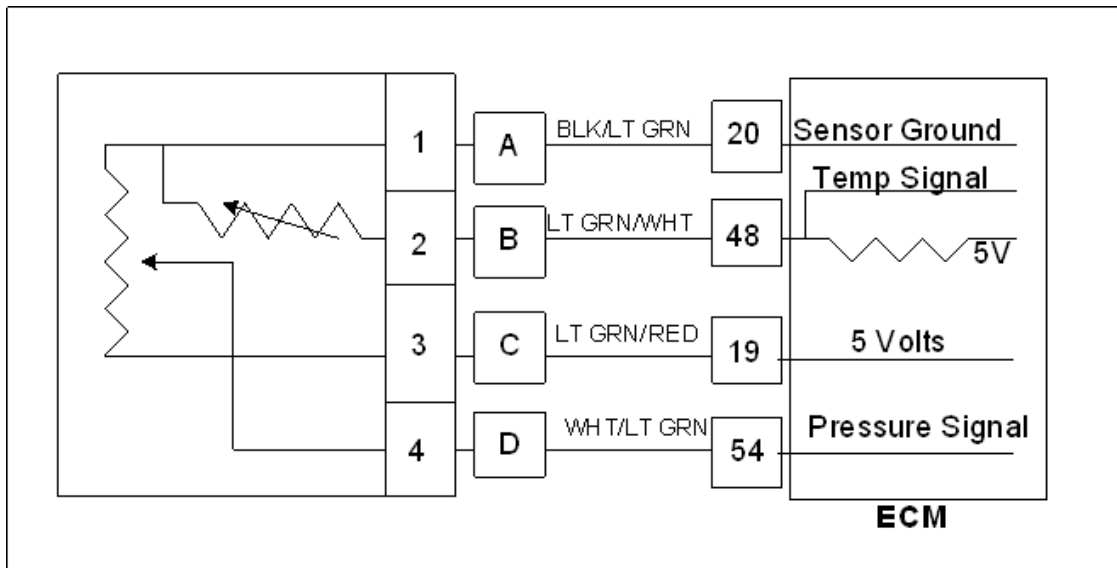 1 A BLK/LT GRN 20 Sensor Ground
Temp Signal
2 B LT GRN/WHT 48 5V
3 C LT GRN/RED 19 5 Volts
4 D WHT/LT GRN 54 Pressure Signal
ECM